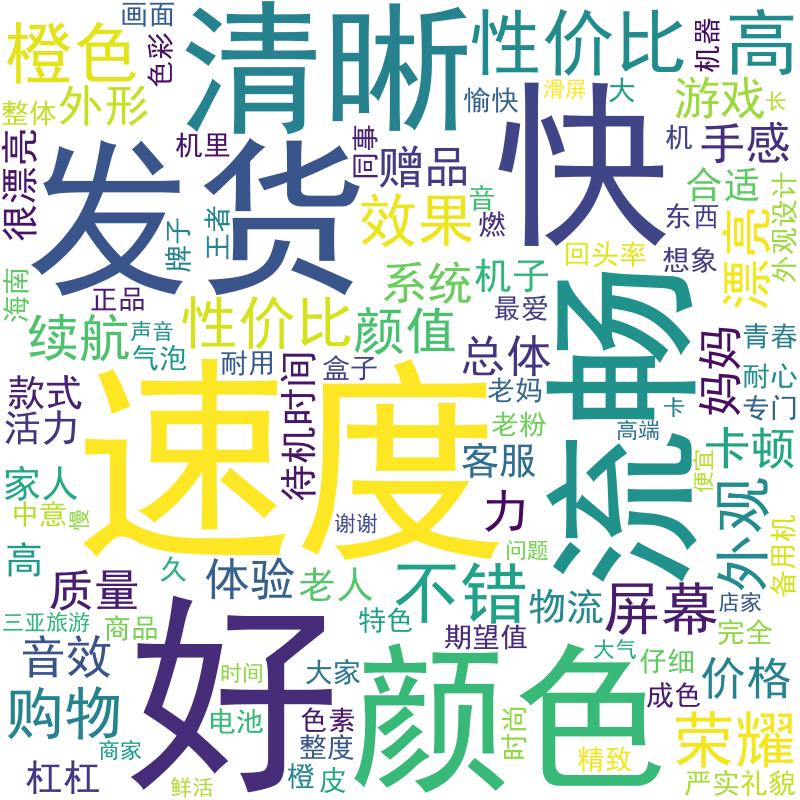 画面
橙色
色彩
清晰
性价比
机器
高
整体
外形
愉快
滑屏
大
游戏
长
很漂亮
发货
机里
同事
赠品
快
机
手感
牌子
王者
效果
音
燃
合适
东西
外观设计
海南
正品
系统
机子
回头率
想象
漂亮
续航
声音
性价比
颜值
最爱
流畅
气泡
耐用
盒子
总体
妈妈
青春
款式
待机时间
老妈
耐心
活力
速度
老粉
卡
专门
高端
客服
卡顿
家人
便宜
中意
慢
谢谢
力
外观
备用机
高
问题
久
质量
体验
老人
不错
物流
屏幕
店家
三亚旅游
商品
好
特色
期望值
完全
音效
时间
大家
颜色
大气
仔细
价格
成色
购物
电池
色素
时尚
荣耀
商家
整度
精致
杠杠
鲜活
橙
皮
严实礼貌